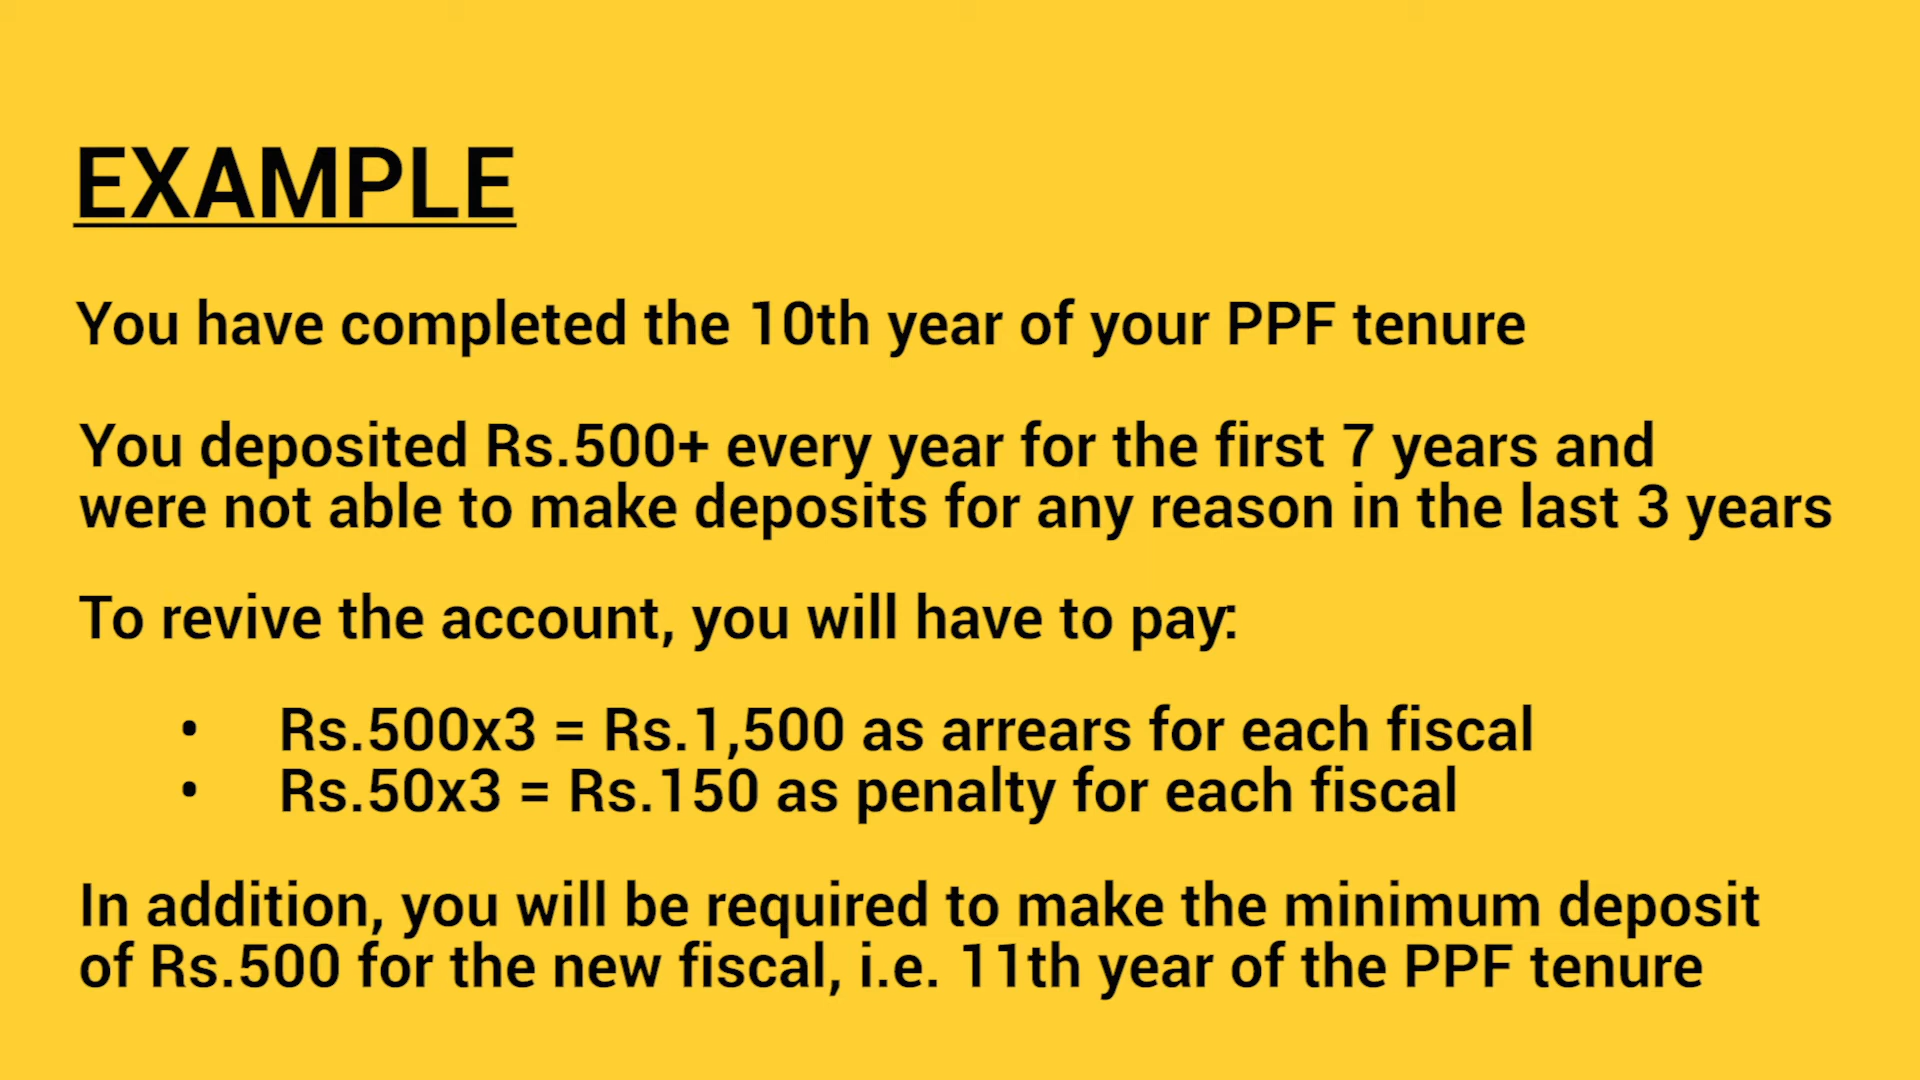 EXAMPLE
You have completed the 10th year of your PPF tenure
You deposited Rs.500+ every year for the first 7 years and
were not able to make deposits for any reason in the last 3 years
To revive the account, you will have to pay:
• Rs.500x3 = Rs.1,500 as arrears for each fiscal
• Rs.50x3 = Rs.150 as penalty for each fiscal
In addition, you will be required to make the minimum deposit
of Rs.500 for the new fiscal, i.e. 11th year of the PPF tenure